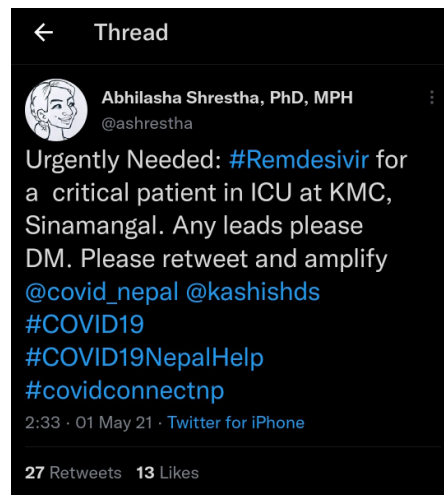 Thread
Abhilasha Shrestha, PhD, MPH
@ashrestha
Urgently Needed: #Remdesivir for
a critical patient in ICU at KMC,
Sinamangal. Any leads please
DM. Please retweet and amplify
@covid_nepal @kashishds
#COVID19
#COVID19NepalHelp
#covidconnectnp
2:33 · 01 May 21 · Twitter for iPhone
27 Retweets 13 Likes